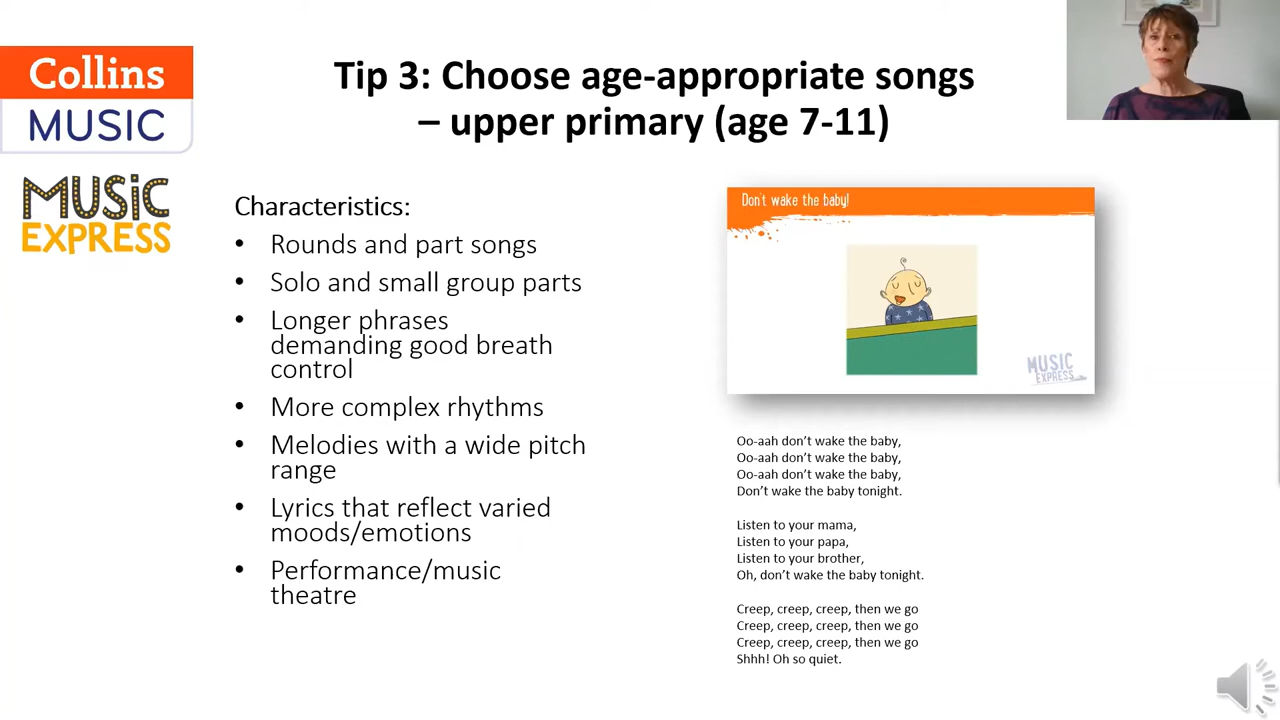 Collins
MUSIC
MUSIC
EXPRESS
Tip 3: Choose age-appropriate songs
– upper primary (age 7-11)
Characteristics:
• Rounds and part songs
• Solo and small group parts
• Longer phrases
demanding good breath
control
• More complex rhythms
• Melodies with a wide pitch
range
• Lyrics that reflect varied
moods/emotions
• Performance/music
theatre
Don't wake the baby!
MUSIC
EXPRESS
Oo-aah don’t wake the baby,
Oo-aah don’t wake the baby,
Oo-aah don’t wake the baby,
Don’t wake the baby tonight.
Listen to your mama,
Listen to your papa,
Listen to your brother,
Oh, don’t wake the baby tonight.
Creep, creep, creep, then we go
Creep, creep, creep, then we go
Creep, creep, creep, then we go
Shhh! Oh so quiet.